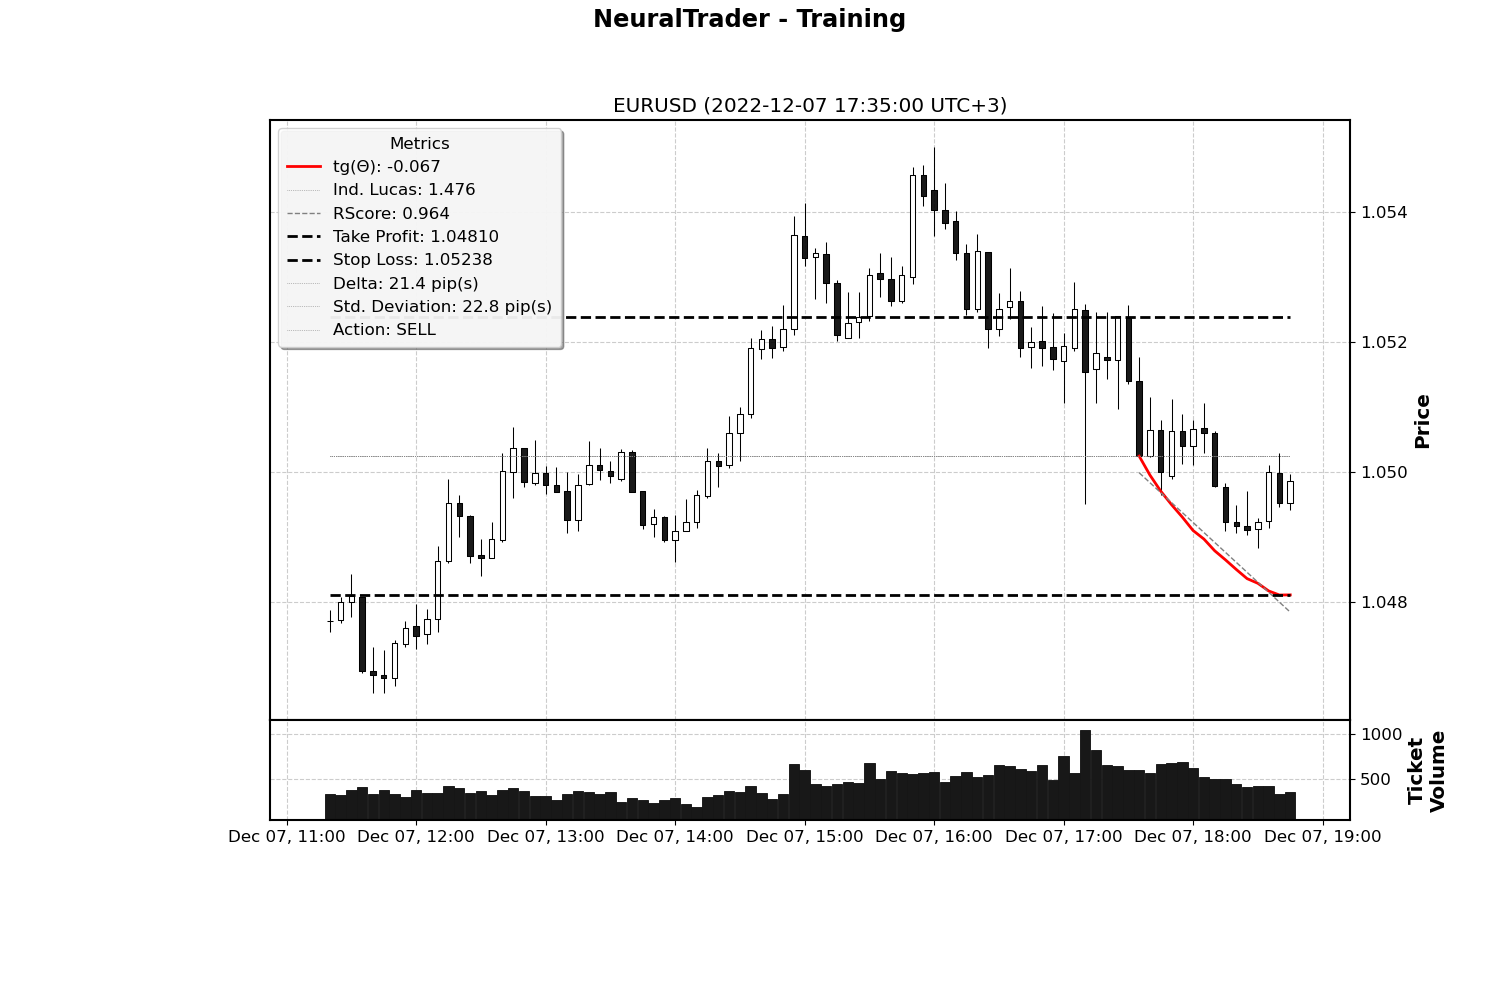 NeuralTrader - Training
EURUSD (2022-12-07 17:35:00 UTC+3)
Metrics
tg(Θ): -0.067
Ind. Lucas: 1.476
RScore: 0.964
Take Profit: 1.04810
Stop Loss: 1.05238
Delta: 21.4 pip(s)
Std. Deviation: 22.8 pip(s)
Action: SELL
1.054
1.052
1.050
1.048
Price
1000
500
Ticket
Volume
Dec 07, 11:00
Dec 07, 12:00
Dec 07, 13:00
Dec 07, 14:00
Dec 07, 15:00
Dec 07, 16:00
Dec 07, 17:00
Dec 07, 18:00
Dec 07, 19:00